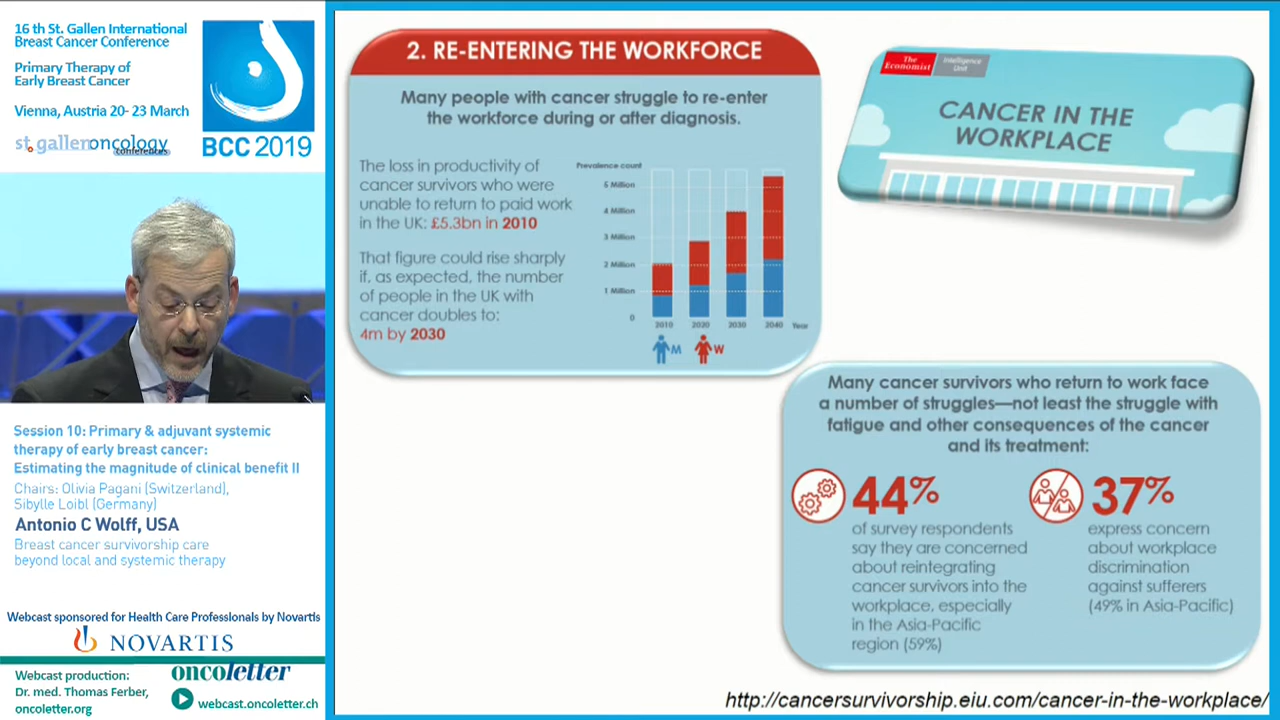 16 th St. Gallen International
Breast Cancer Conference
Primary Therapy of
Early Breast Cancer
Vienna, Austria 20- 23 March
st.gallenoncology
conferences
BCC 2019
Session 10: Primary & adjuvant systemic
therapy of early breast cancer:
Estimating the magnitude of clinical benefit II
Chairs: Olivia Pagani (Switzerland),
Sibylle Loibl (Germany)
Antonio C Wolff, USA
Breast cancer survivorship care
beyond local and systemic therapy
Webcast sponsored for Health Care Professionals by Novartis
NOVARTIS
Webcast production:
Dr. med. Thomas Ferber,
oncoletter.org
oncoletter
webcast.oncoletter.ch
2. RE-ENTERING THE WORKFORCE
Many people with cancer struggle to re-enter
the workforce during or after diagnosis.
The loss in productivity of
cancer survivors who were
unable to return to paid work
in the UK: £5.3bn in 2010
That figure could rise sharply
if, as expected, the number
of people in the UK with
cancer doubles to:
4m by 2030
Prevalence count
5 Million
4 Million
3 Million
2 Million
1 Million
0
2010 2020 2030 2040 Year
M W
The Economist
Intelligence Unit
CANCER IN THE
WORKPLACE
Many cancer survivors who return to work face
a number of struggles—not least the struggle with
fatigue and other consequences of the cancer
and its treatment:
44%
of survey respondents
say they are concerned
about reintegrating
cancer survivors into the
workplace, especially
in the Asia-Pacific
region (59%)
37%
express concern
about workplace
discrimination
against sufferers
(49% in Asia-Pacific)
http://cancersurvivorship.eiu.com/cancer-in-the-workplace/